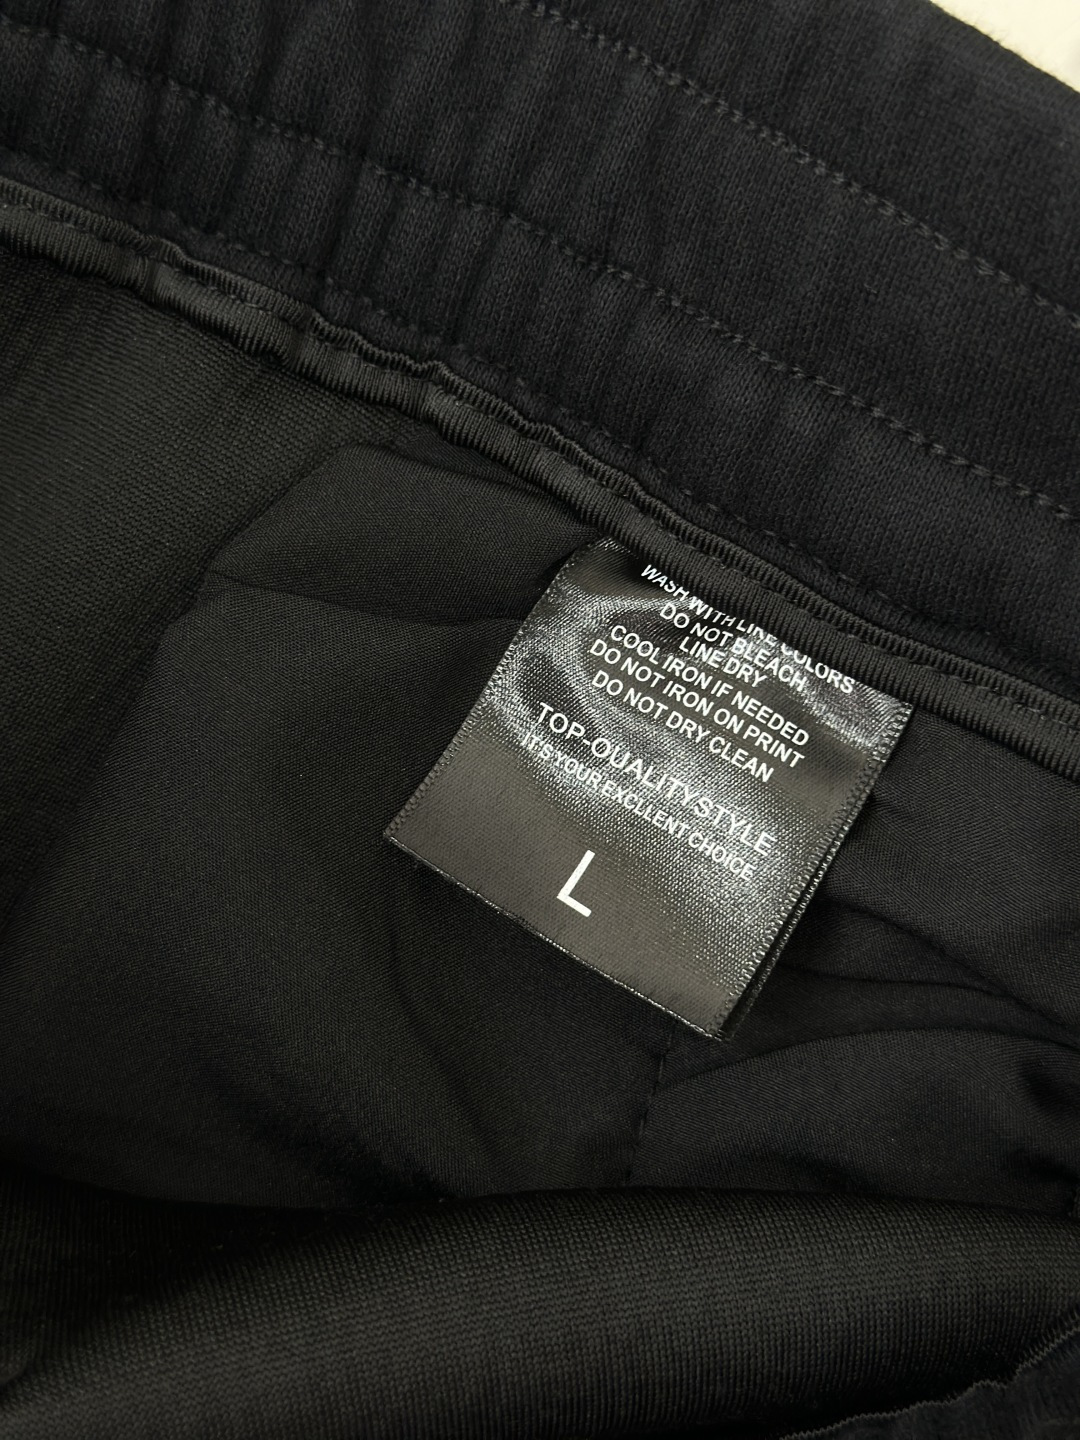 WASH WITH LIKE COLORS
DO NOT BLEACH
LINE DRY
COOL IRON IF NEEDED
DO NOT IRON ON PRINT
DO NOT DRY CLEAN
TOP-QUALITYSTYLE
IT'S YOUR EXCLLENT CHOICE
L